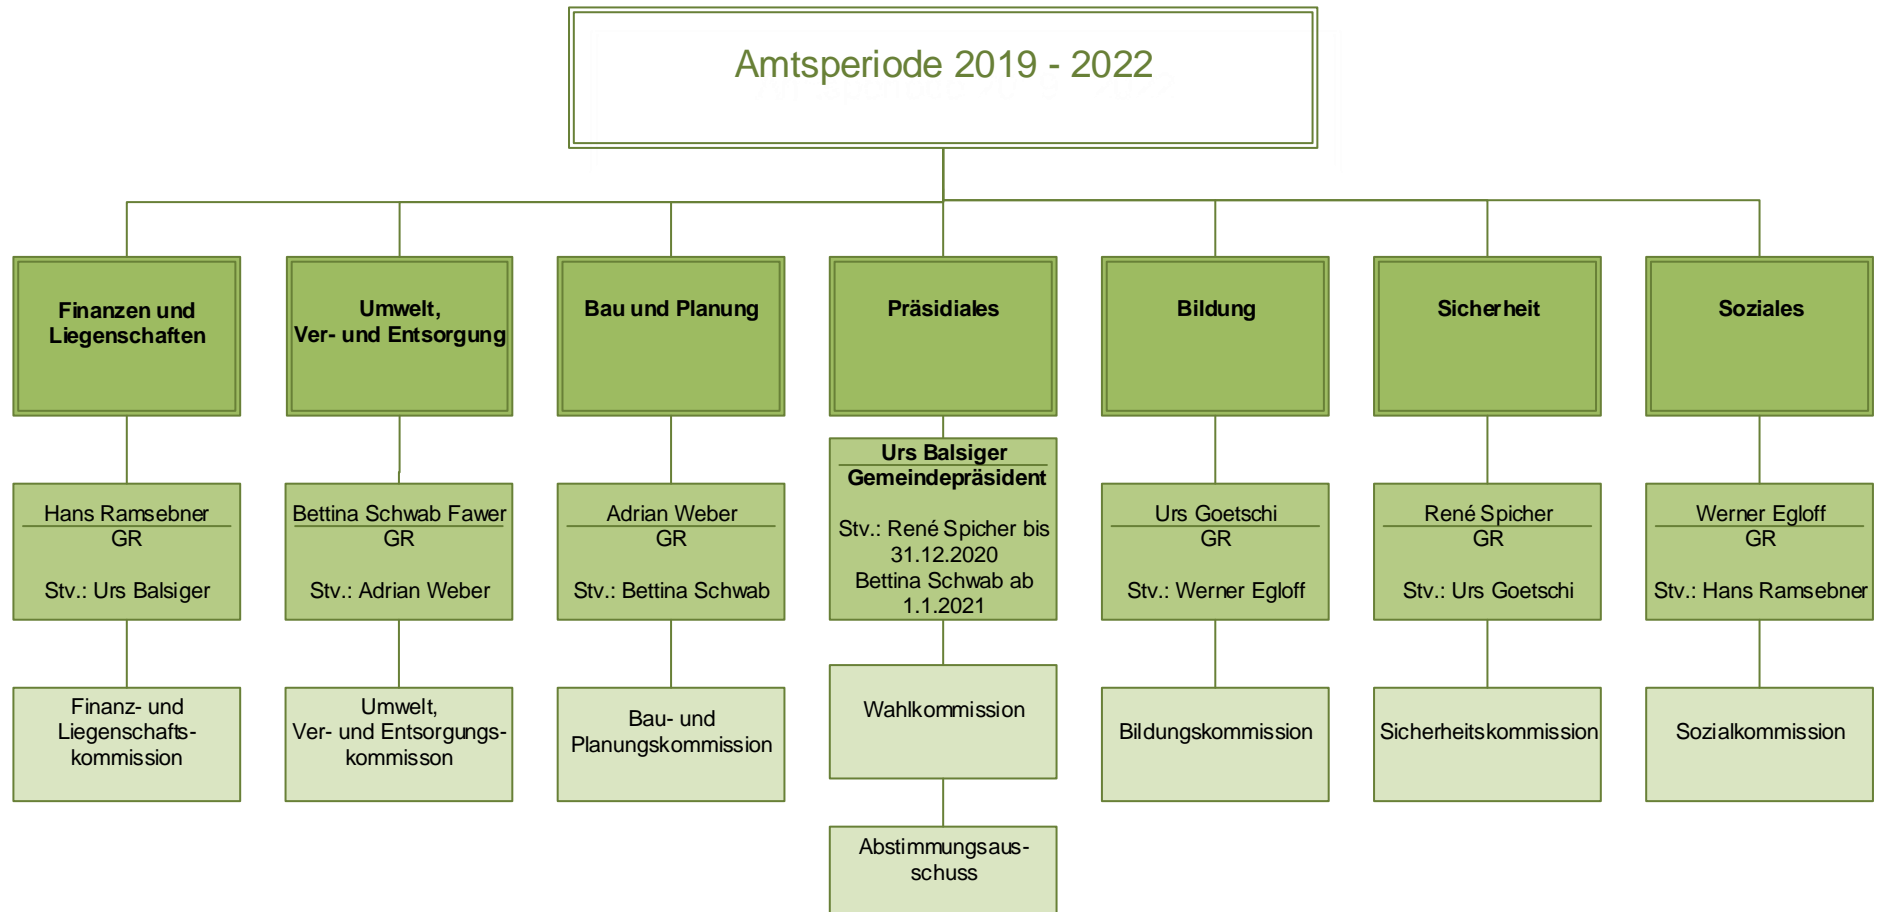 Amtsperiode 2019 - 2022
Finanzen und
Liegenschaften
Umwelt,
Ver- und Entsorgung
Bau und Planung
Präsidiales
Bildung
Sicherheit
Soziales
Hans Ramsebner
GR
Stv.: Urs Balsiger
Bettina Schwab Fawer
GR
Stv.: Adrian Weber
Adrian Weber
GR
Stv.: Bettina Schwab
Urs Balsiger
Gemeindepräsident
Stv.: René Spicher bis
31.12.2020
Bettina Schwab ab
1.1.2021
Urs Goetschi
GR
Stv.: Werner Egloff
René Spicher
GR
Stv.: Urs Goetschi
Werner Egloff
GR
Stv.: Hans Ramsebner
Finanz- und
Liegenschafts-
kommission
Umwelt,
Ver- und Entsorgungs-
kommisson
Bau- und
Planungskommission
Wahlkommission
Bildungskommission
Sicherheitskommission
Sozialkommission
Abstimmungsaus-
schuss